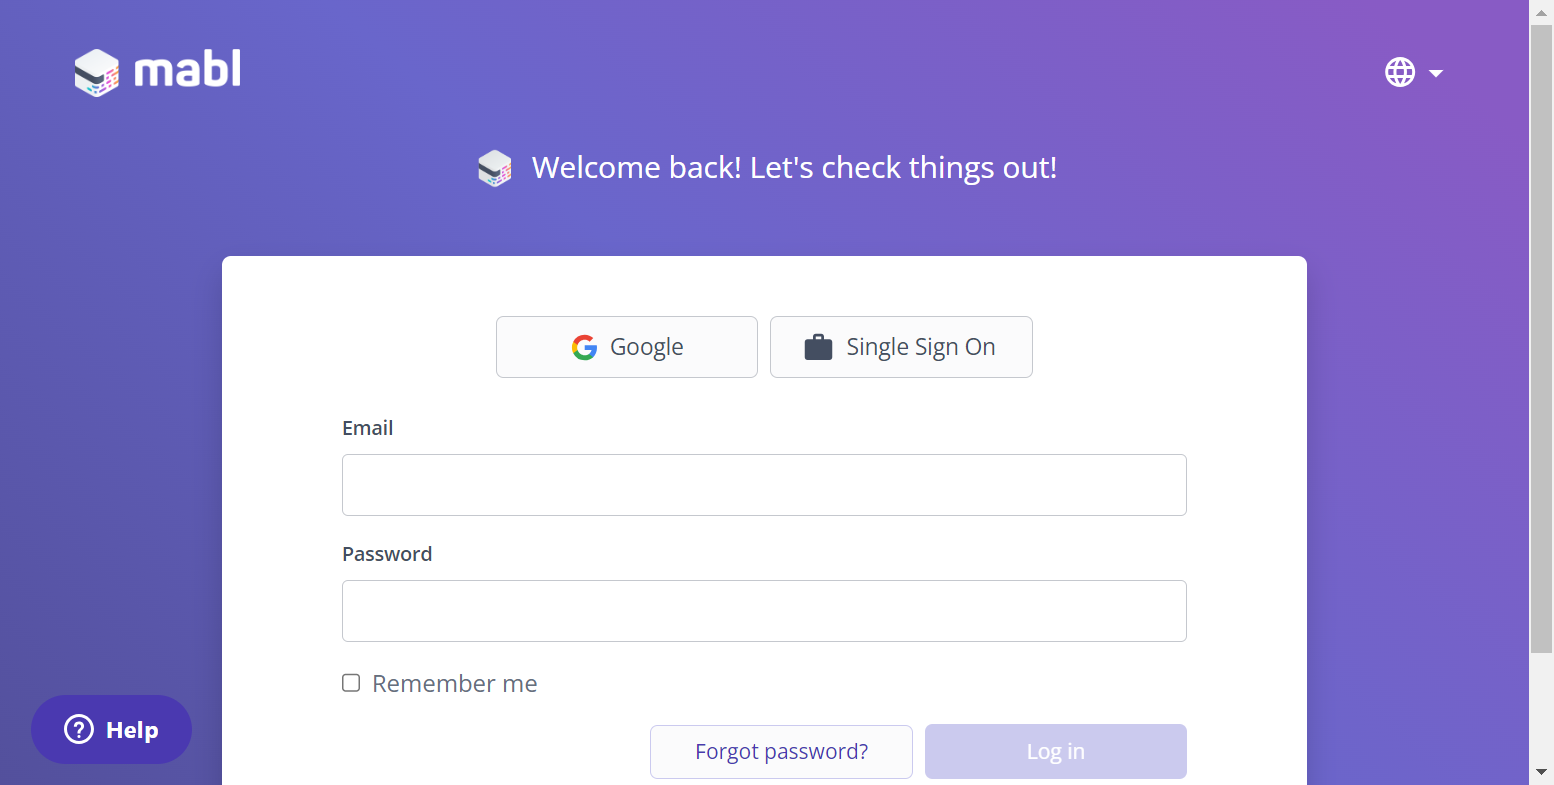 mabl
Welcome back! Let's check things out!
Google
Single Sign On
Email
Password
Remember me
Forgot password?
Log in
Help